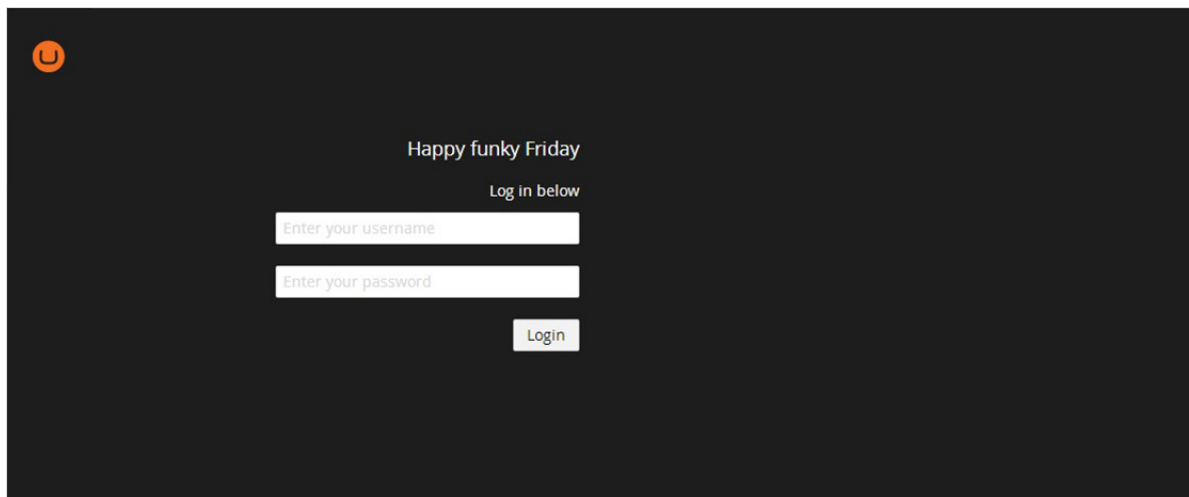 Happy funky Friday
Log in below
Enter your username
Enter your password
Login